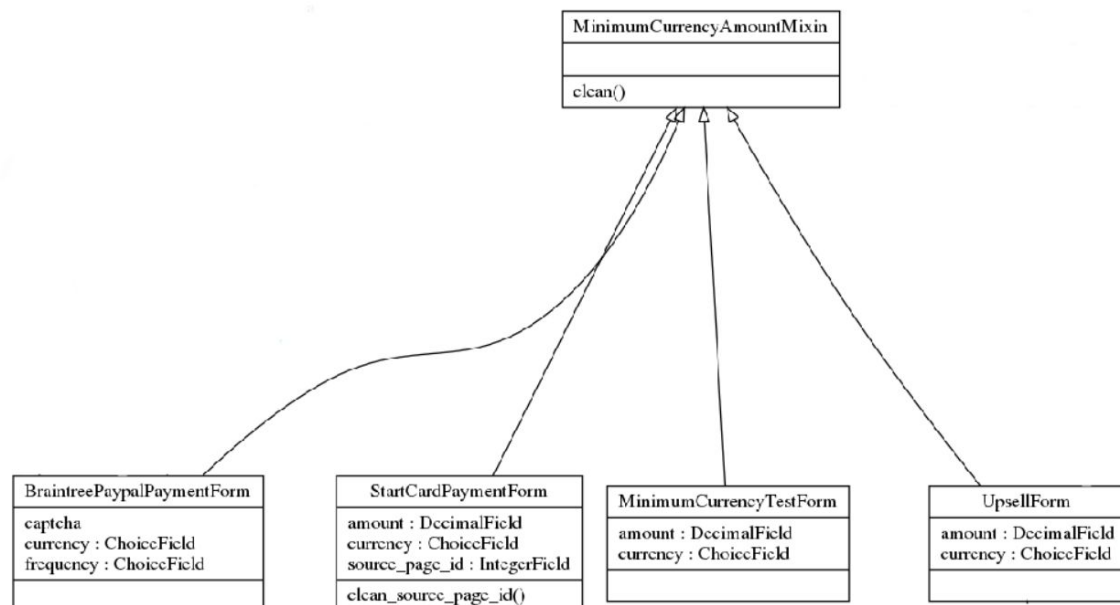 MinimumCurrencyAmountMixin
clean()
BraintreePaypalPaymentForm
captcha
currency : ChoiceField
frequency : ChoiceField
StartCardPaymentForm
amount : DecimalField
currency : ChoiceField
source_page_id : IntegerField
clean_source_page_id()
MinimumCurrencyTestForm
amount : DecimalField
currency : ChoiceField
UpsellForm
amount : DecimalField
currency : ChoiceField